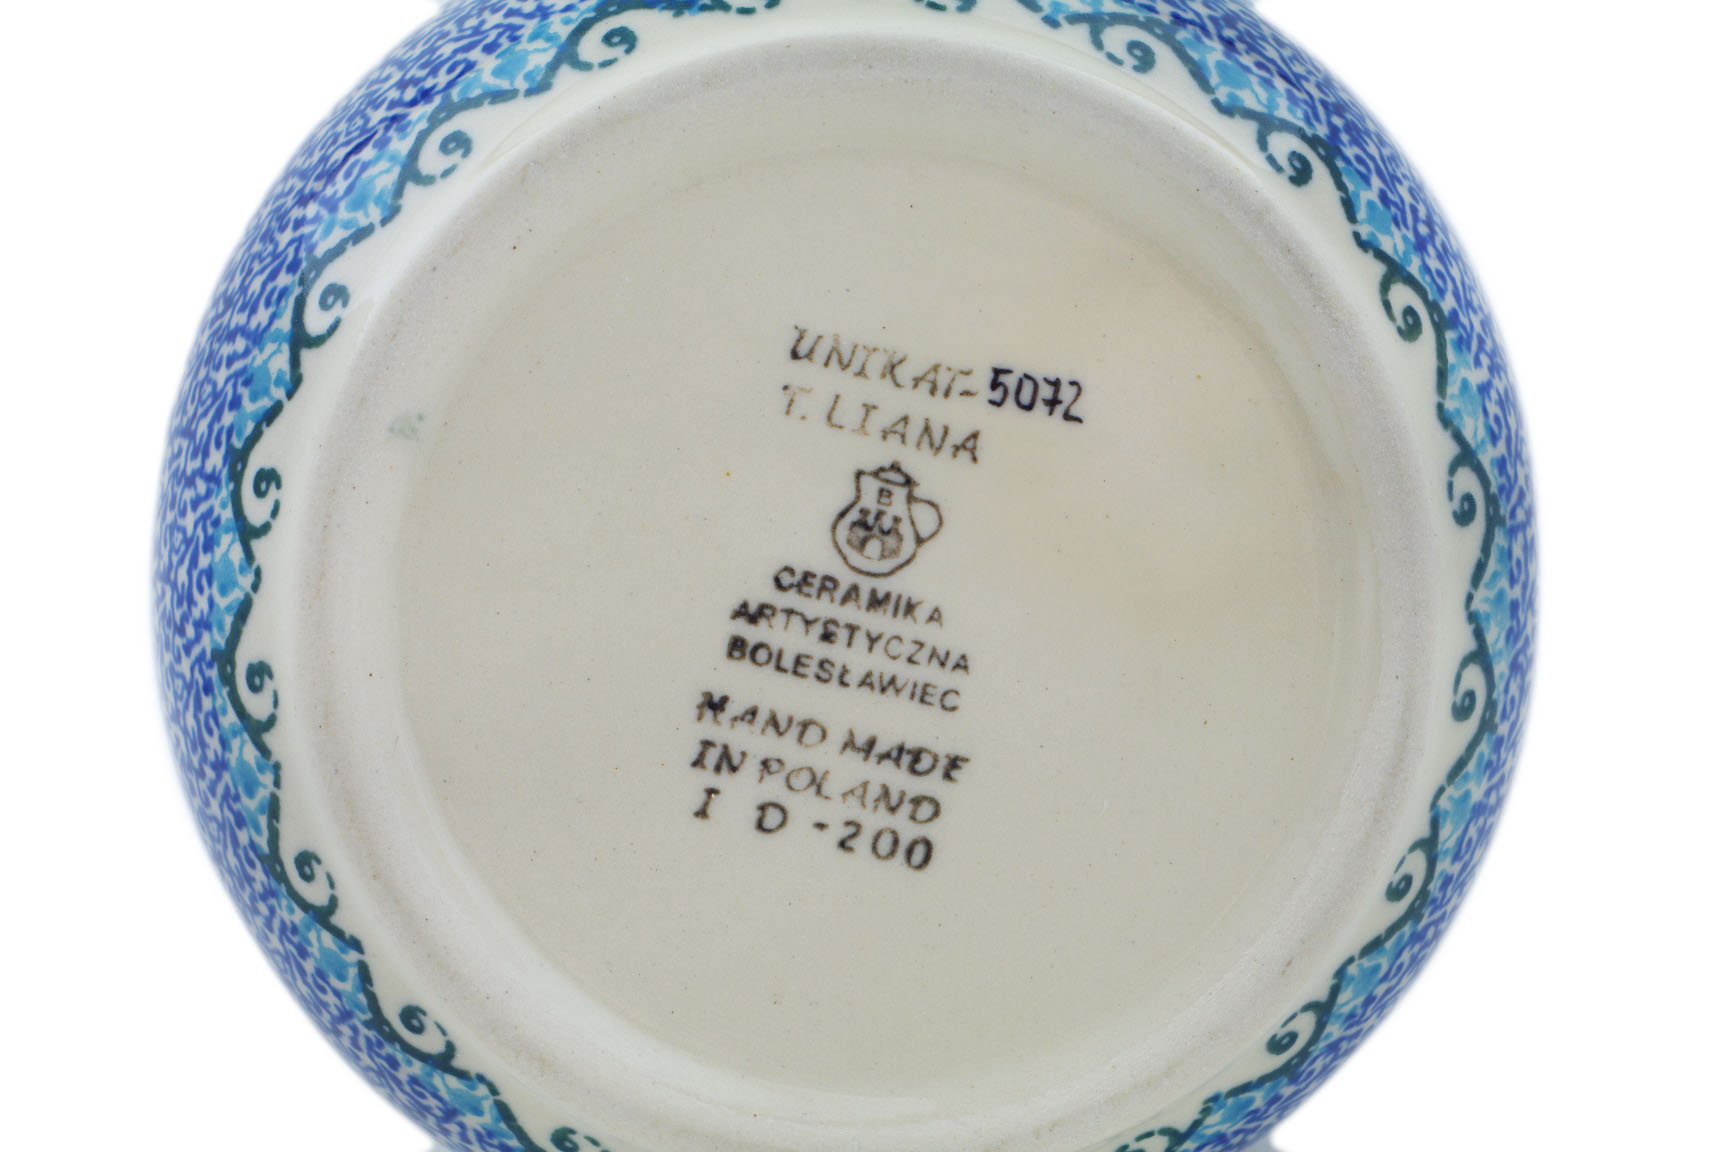 UNIKAT-5072
T. LIANA
B
CERAMIKA
ARTYSTYCZNA
BOLESŁAWIEC
HAND MADE
IN POLAND
I D -200